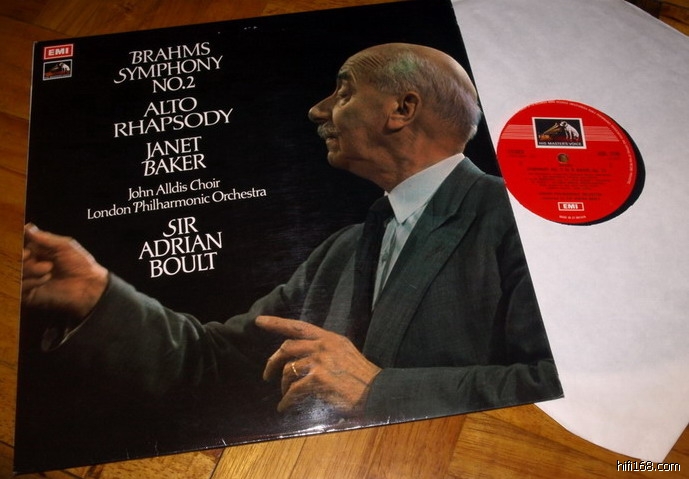 EMI
BRAHMS
SYMPHONY
NO.2
ALTO
RHAPSODY
JANET
BAKER
John Alldis Choir
London Philharmonic Orchestra
SIR
ADRIAN
BOULT
HIS MASTER'S VOICE
EMI
hifi168.com